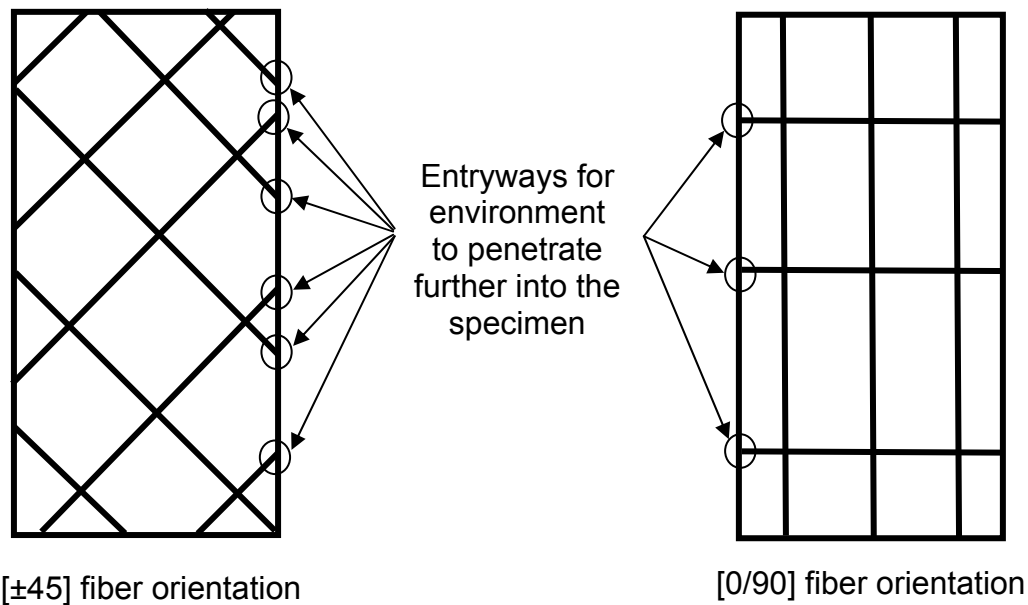 Entryways for
environment
to penetrate
further into the
specimen
[±45] fiber orientation
[0/90] fiber orientation